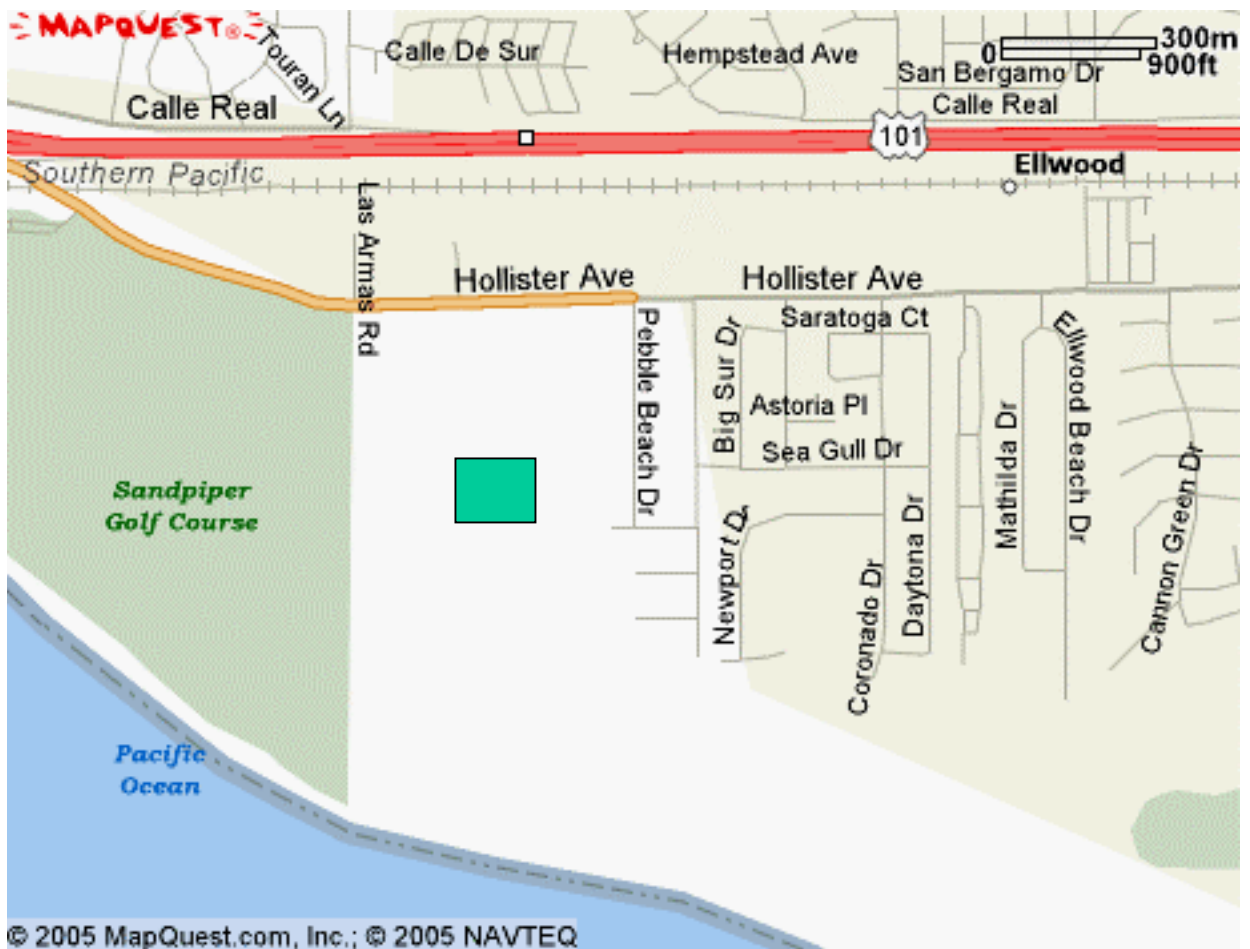 MAPQUEST®
Touran Ln
Calle De Sur
Hempstead Ave
0
300m
900ft
San Bergamo Dr
Calle Real
Calle Real
101
Ellwood
Southern Pacific
Las Armas Rd
Hollister Ave
Hollister Ave
Pebble Beach Dr
Big Sur Dr
Saratoga Ct
Ellwood Beach Dr
Astoria Pl
Sea Gull Dr
Mathilda Dr
Sandpiper
Golf Course
Newport D
Daytona Dr
Coronado Dr
Cannon Green Dr
Pacific
Ocean
© 2005 MapQuest.com, Inc.; © 2005 NAVTEQ